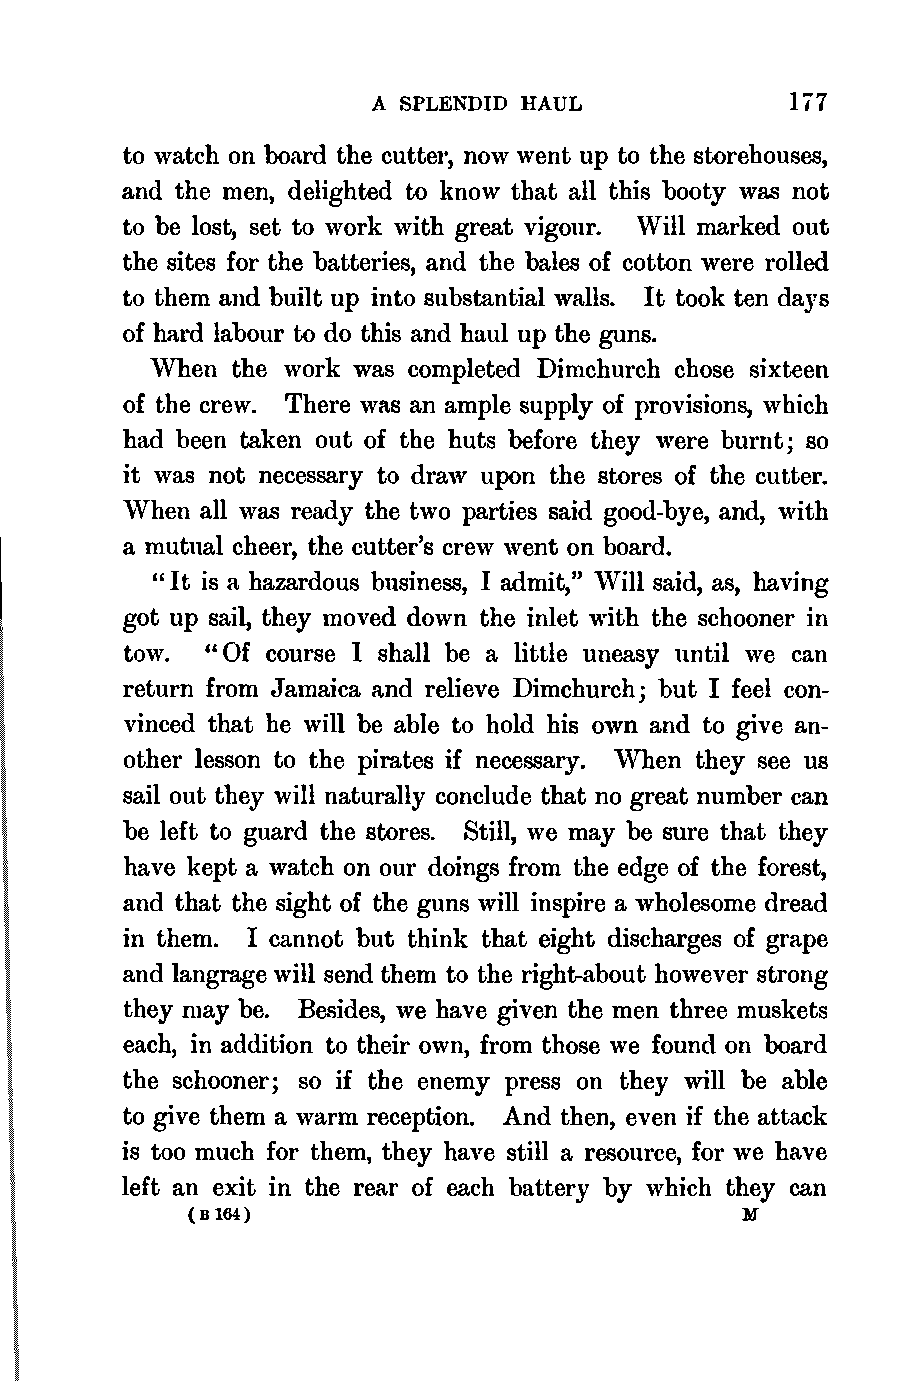 A SPLENDID HAUL 177
to watch on board the cutter, now went up to the storehouses,
and the men, delighted to know that all this booty was not
to be lost, set to work with great vigour. Will marked out
the sites for the batteries, and the bales of cotton were rolled
to them and built up into substantial walls. It took ten days
of hard labour to do this and haul up the guns.
When the work was completed Dimchurch chose sixteen
of the crew. There was an ample supply of provisions, which
had been taken out of the huts before they were burnt; so
it was not necessary to draw upon the stores of the cutter.
When all was ready the two parties said good-bye, and, with
a mutual cheer, the cutter's crew went on board.
"It is a hazardous business, I admit," Will said, as, having
got up sail, they moved down the inlet with the schooner in
tow. "Of course I shall be a little uneasy until we can
return from Jamaica and relieve Dimchurch; but I feel con-
vinced that he will be able to hold his own and to give an-
other lesson to the pirates if necessary. When they see us
sail out they will naturally conclude that no great number can
be left to guard the stores. Still, we may be sure that they
have kept a watch on our doings from the edge of the forest,
and that the sight of the guns will inspire a wholesome dread
in them. I cannot but think that eight discharges of grape
and langrage will send them to the right-about however strong
they may be. Besides, we have given the men three muskets
each, in addition to their own, from those we found on board
the schooner; so if the enemy press on they will be able
to give them a warm reception. And then, even if the attack
is too much for them, they have still a resource, for we have
left an exit in the rear of each battery by which they can
(B 164) M